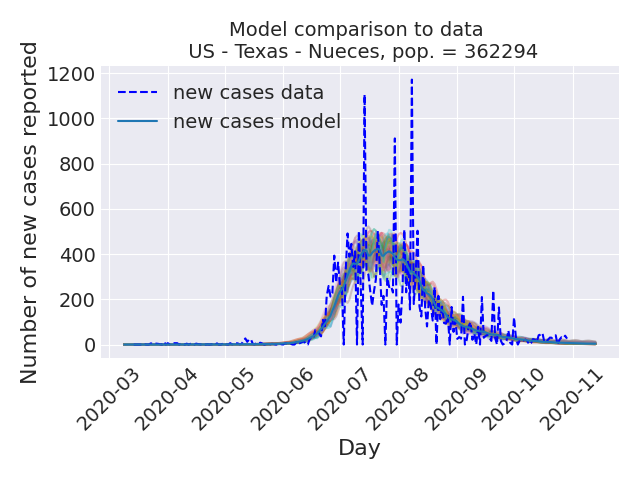 Model comparison to data
US - Texas - Nueces, pop. = 362294
Number of new cases reported
1200
1000
800
600
400
200
0
new cases data
new cases model
2020-03
2020-04
2020-05
2020-06
2020-07
2020-08
2020-09
2020-10
2020-11
Day